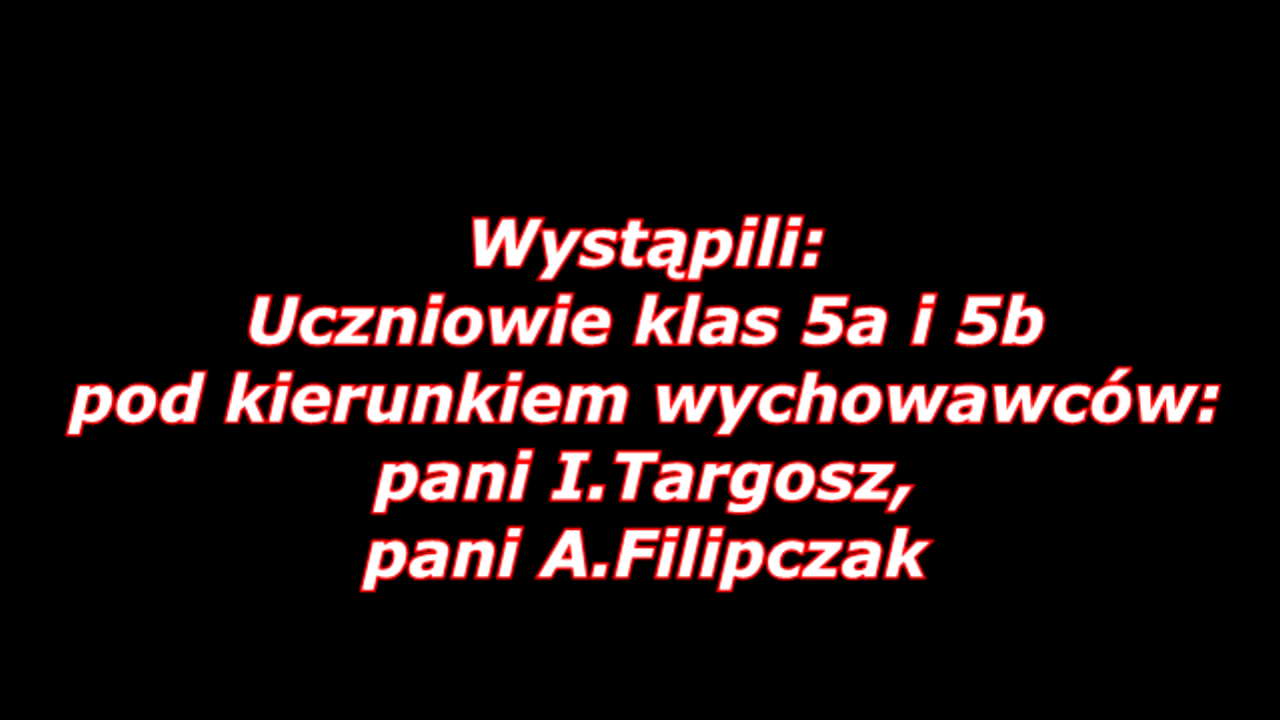 Wystąpili:
Uczniowie klas 5a i 5b
pod kierunkiem wychowawców:
pani I.Targosz,
pani A.Filipczak